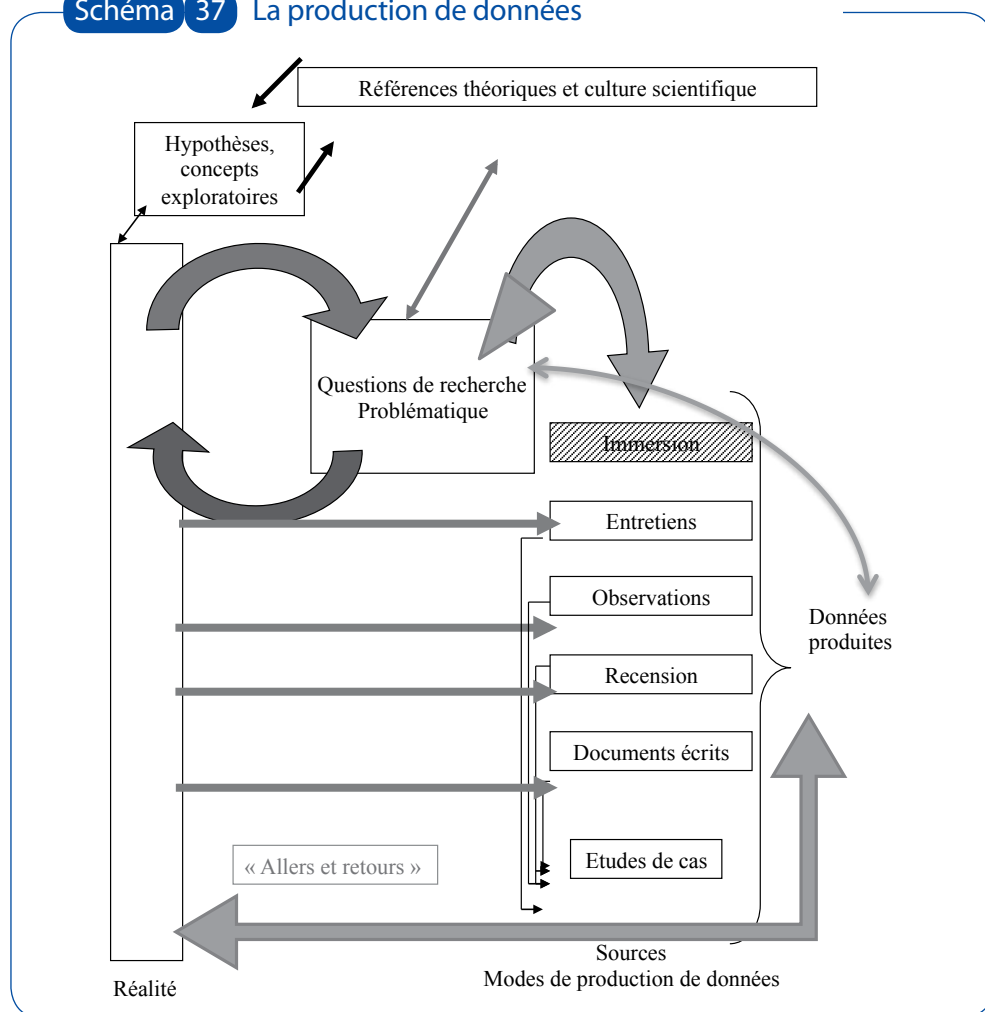 Schéma 37 La production de données
Références théoriques et culture scientifique
Hypothèses,
concepts
exploratoires
Questions de recherche
Problématique
Immersion
Entretiens
Observations
Données
produites
Recension
Documents écrits
« Allers et retours »
Etudes de cas
Sources
Modes de production de données
Réalité